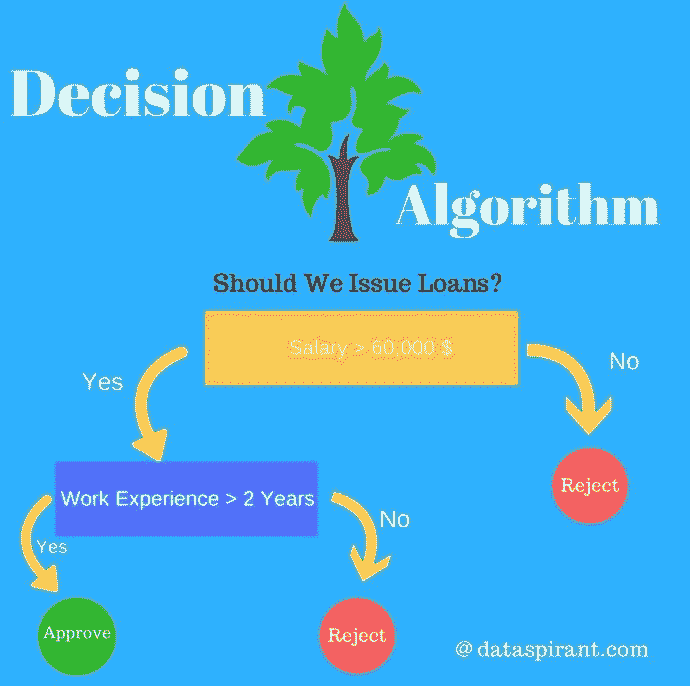 Decision
Algorithm
Should We Issue Loans?
Salary > 50,000 $
Yes
No
Work Experience > 2 Years
Reject
Yes
No
Approve
Reject
@ dataspirant.com